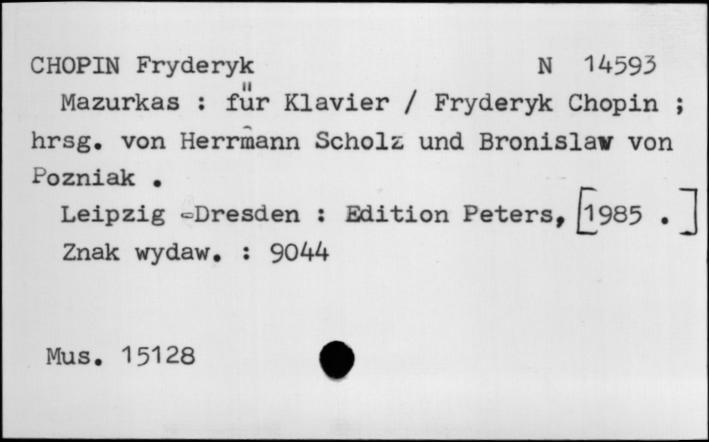 CHOPIN Fryderyk N 14593
Mazurkas : für Klavier / Fryderyk Chopin ;
hrsg. von Herrmann Scholz und Bronislaw von
Pozniak .
Leipzig -Dresden : Edition Peters, [1985 .]
Znak wydaw. : 9044
Mus. 15128